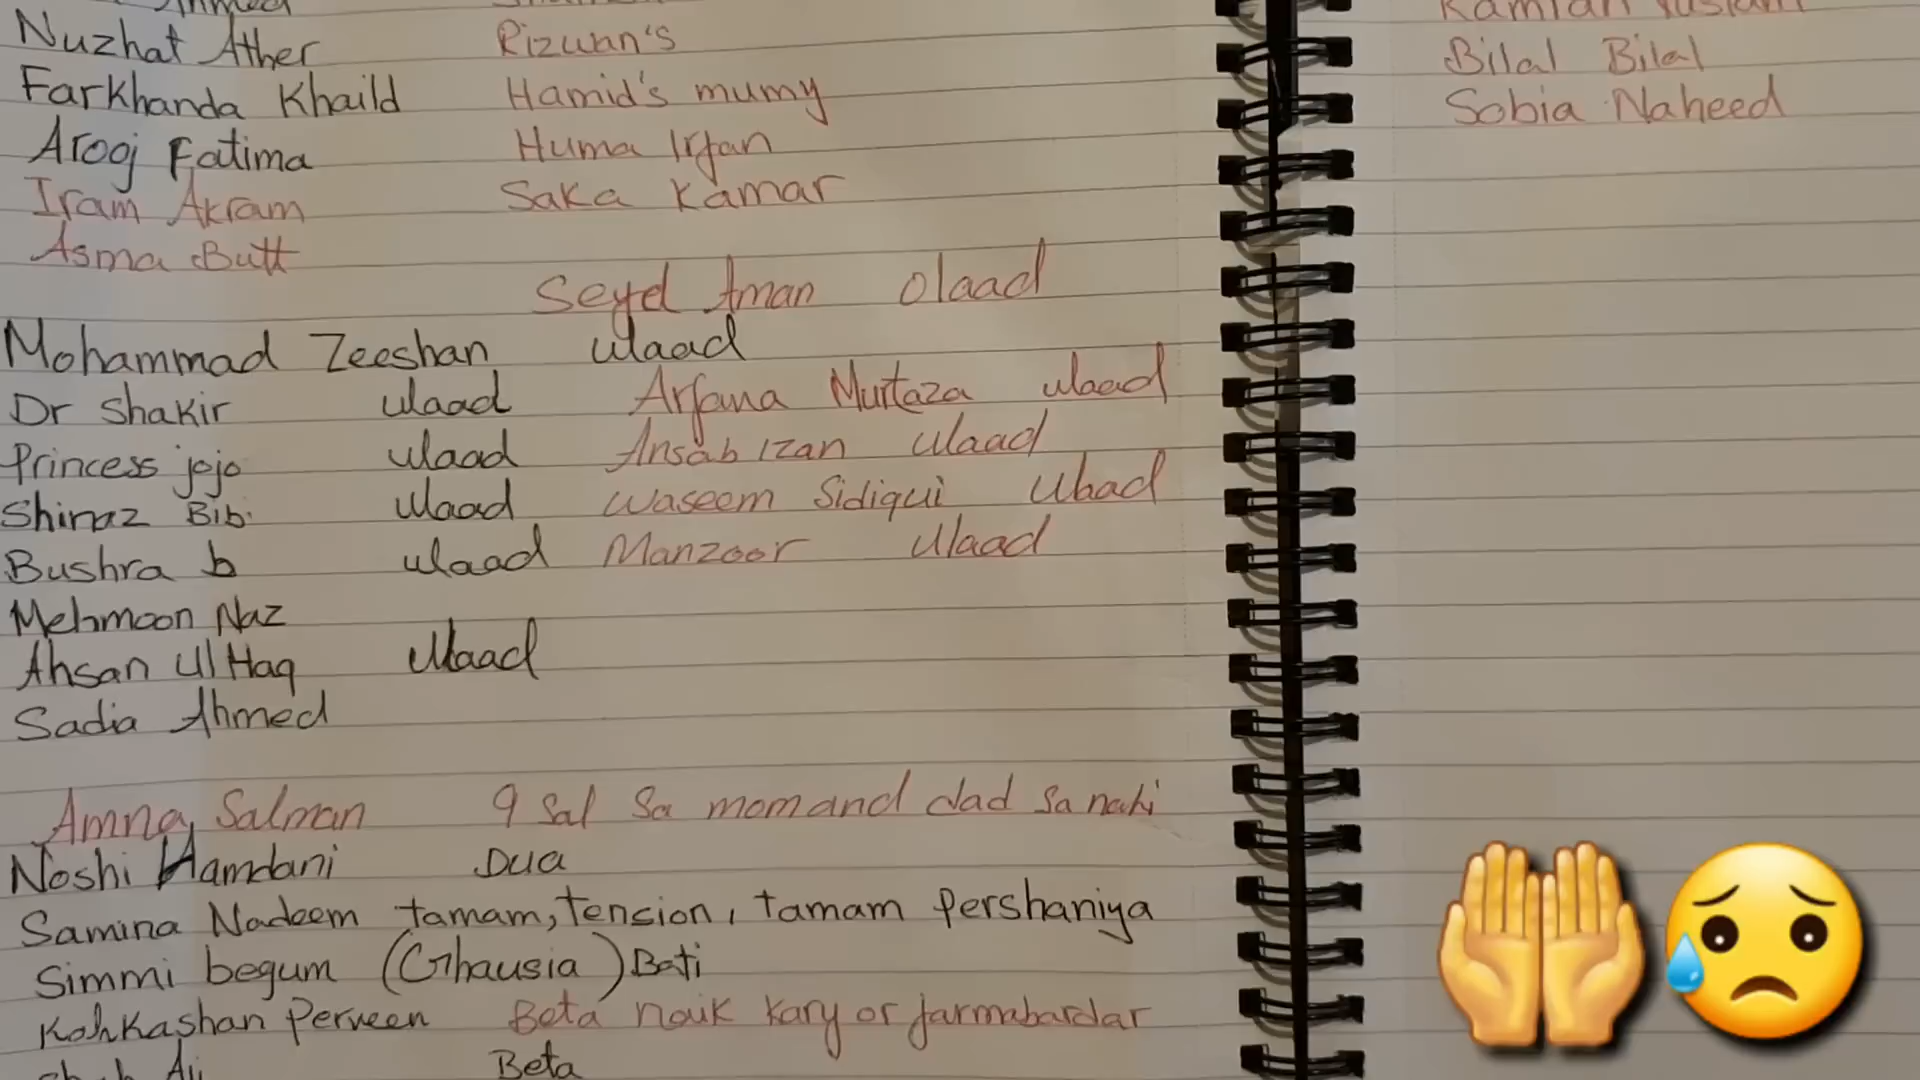 Nuzhat Ather Rizwan's
Farkhanda Khaild Hamid's mumy
Arooj Fatima Huma Irfan
Iram Akram Saka Kamar
Asma Butt
Seyd Aman olaad
Mohammad Zeeshan ulaad
Dr Shakir ulaad Arfana Murtaza ulaad
Princess jojo ulaad Ansab Izan ulaad
Shiraz Bibi ulaad Waseem Sidiqui Ulaad
Bushra b ulaad Manzoor Ulaad
Mehmoon Naz
Ahsan Ul Haq Ulaad
Sadia Ahmed
Amna Salman 9 Sal Sa mom and dad Sa nahi
Noshi Hamdani Dua
Samina Nadeem tamam, tension, tamam pershaniya
Simmi begum (Ghausia) Bati
Kohkashan Perveen Beta naik kary or farmabardar
Beta
Bilal Bilal
Sobia Naheed